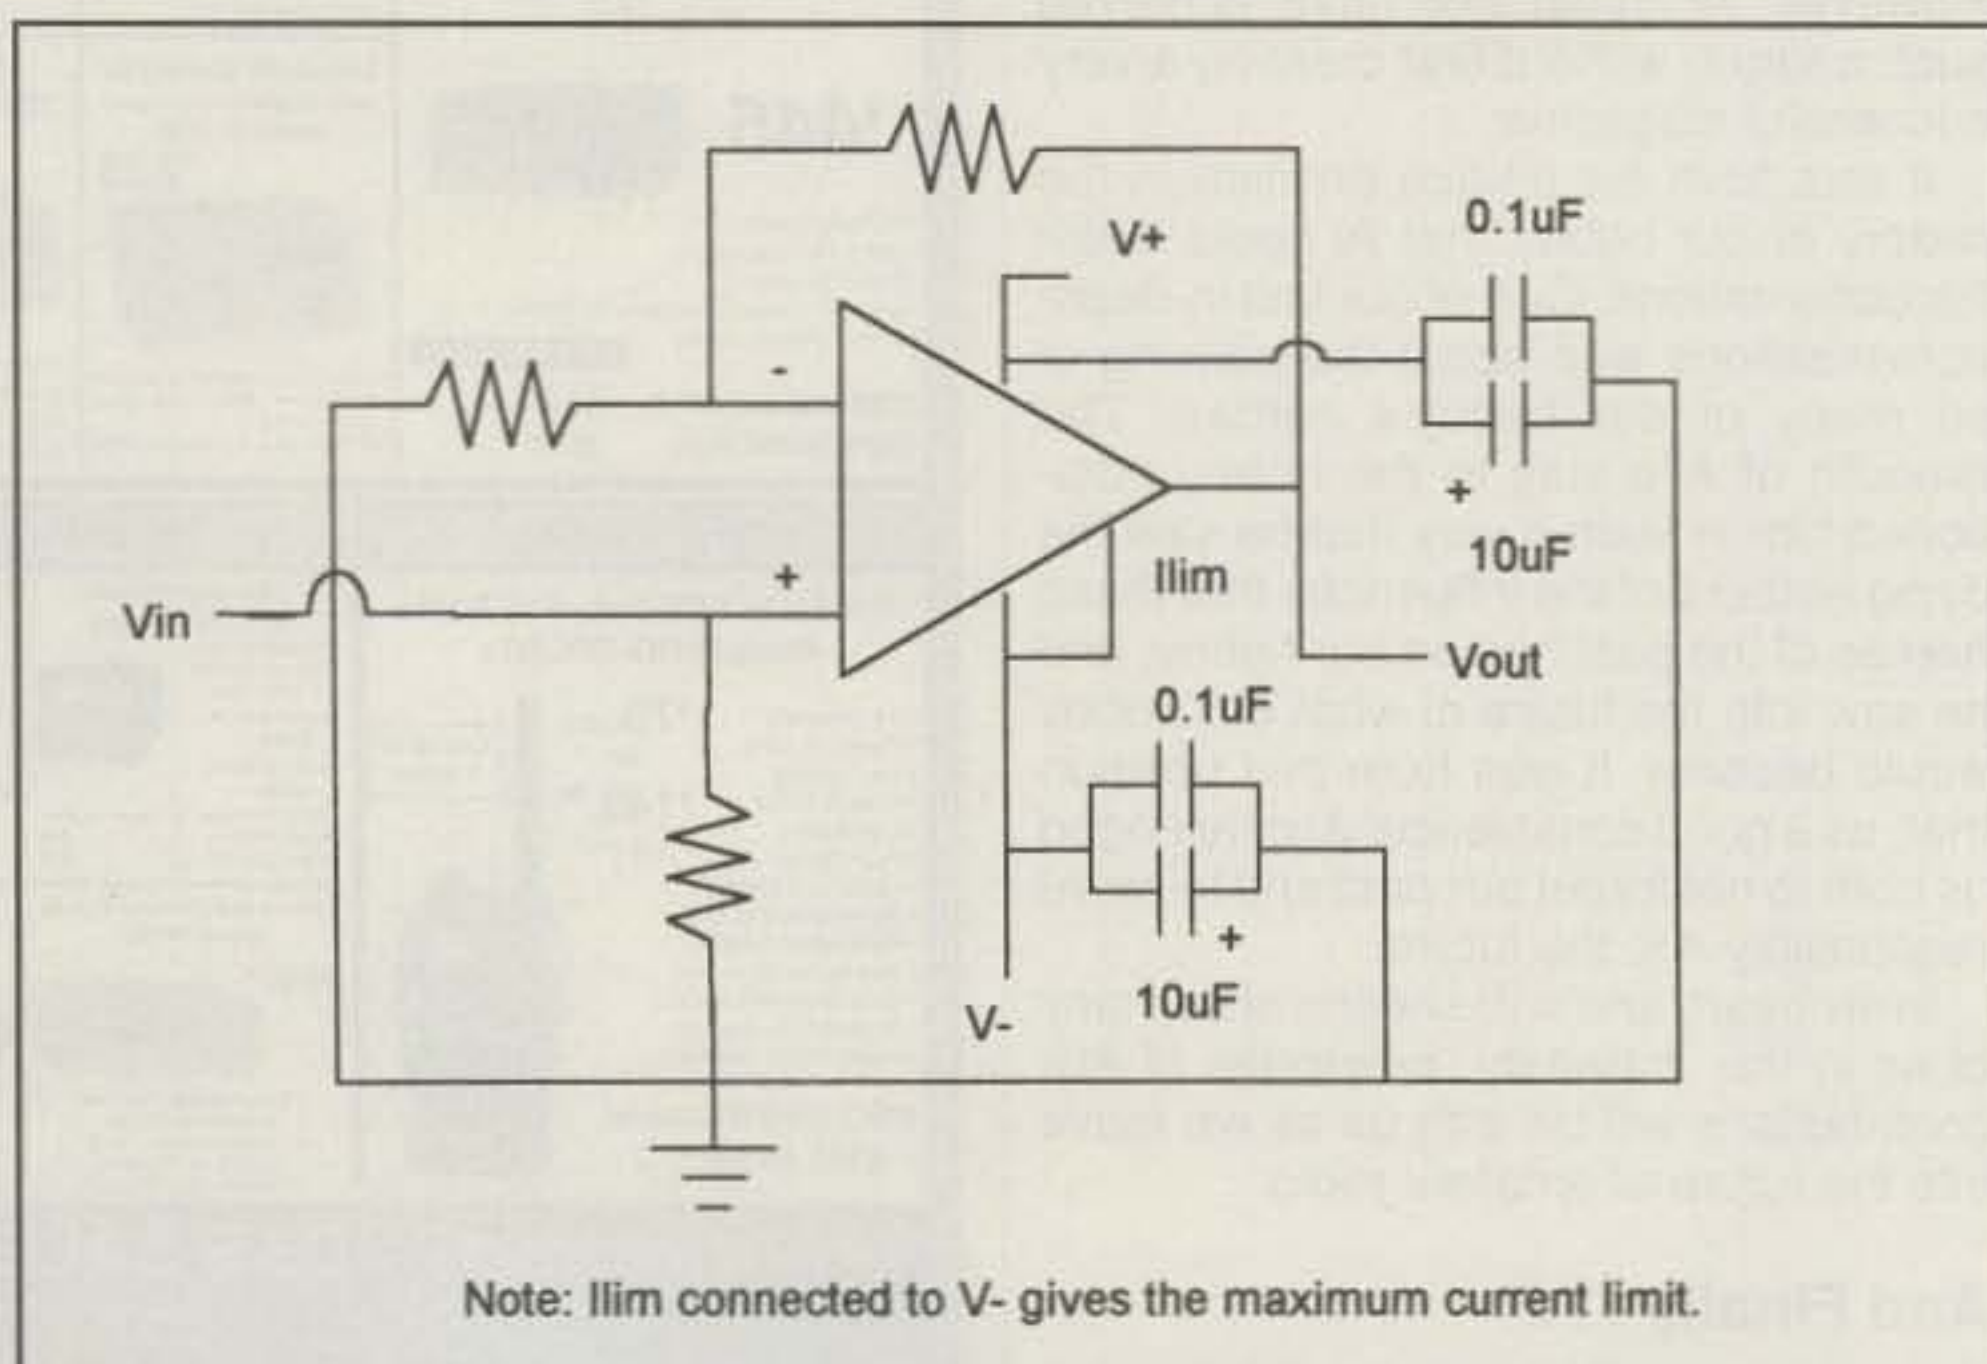 0.1uF
V+
-
+
10uF
+
Ilim
Vin
Vout
0.1uF
+
10uF
V-
Note: Ilim connected to V- gives the maximum current limit.